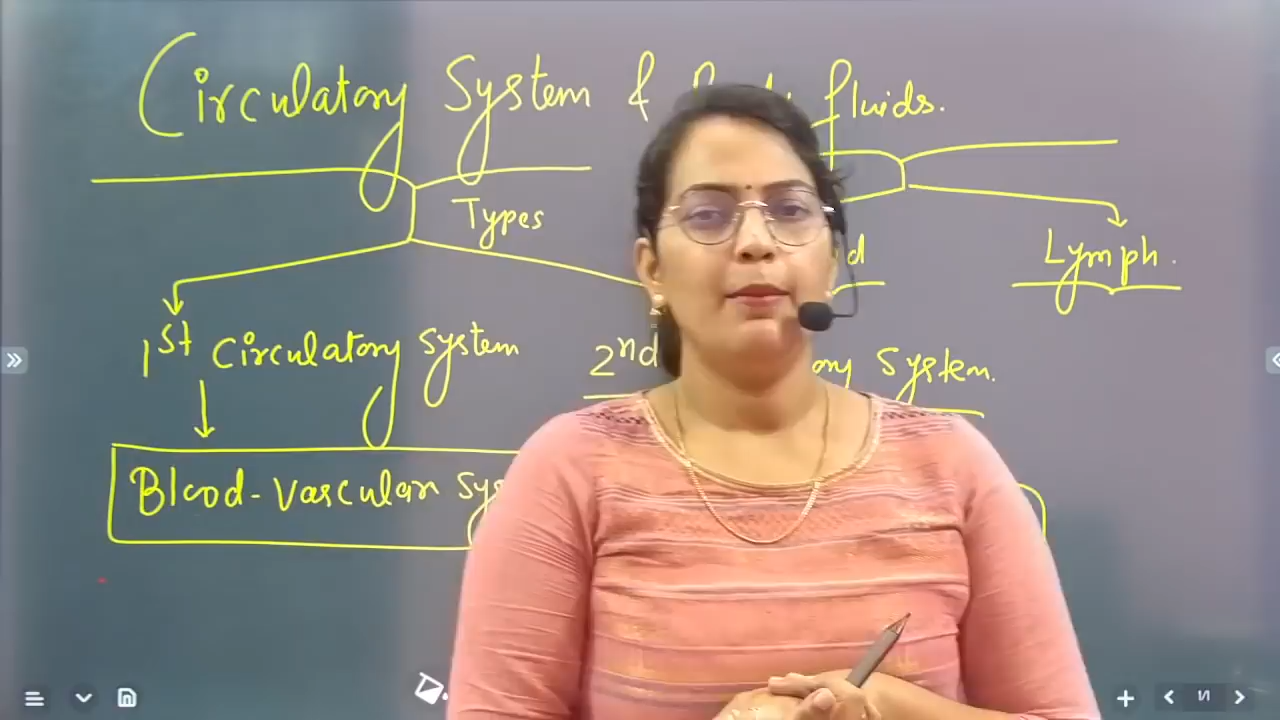 Circulatory System & fluids.
Types
Lymph.
1st Circulatory System
2nd System.
Blood-Vascular